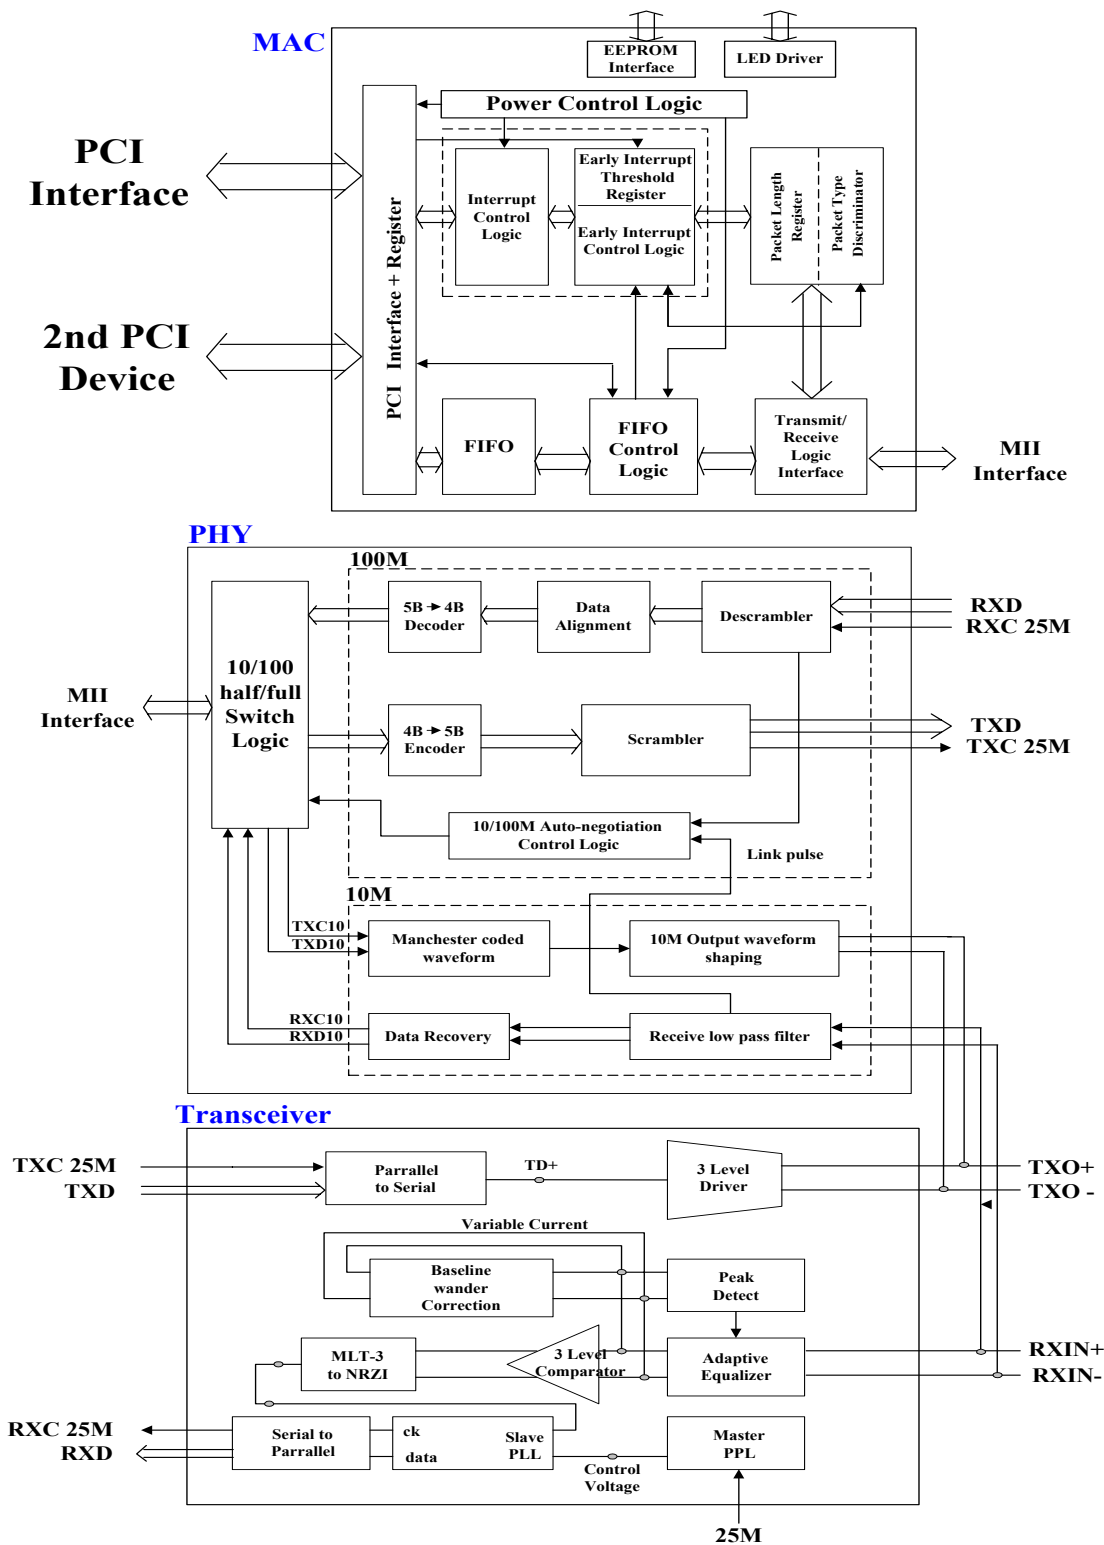 MAC
EEPROM
Interface
LED Driver
Power Control Logic
PCI
Interface
2nd PCI
Device
PCI Interface + Register
Interrupt
Control
Logic
Early Interrupt
Threshold
Register
Early Interrupt
Control Logic
Packet Length
Register
Packet Type
Discriminator
FIFO
FIFO
Control
Logic
Transmit/
Receive
Logic
Interface
MII
Interface
PHY
100M
5B → 4B
Decoder
Data
Alignment
Descrambler
RXD
RXC 25M
10/100
half/full
Switch
Logic
MII
Interface
4B → 5B
Encoder
Scrambler
TXD
TXC 25M
10/100M Auto-negotiation
Control Logic
Link pulse
10M
TXC10
TXD10
Manchester coded
waveform
10M Output waveform
shaping
RXC10
RXD10
Data Recovery
Receive low pass filter
Transceiver
TXC 25M
TXD
Parrallel
to Serial
TD+
3 Level
Driver
TXO+
TXO -
Variable Current
Baseline
wander
Correction
Peak
Detect
MLT-3
to NRZI
3 Level
Comparator
Adaptive
Equalizer
RXIN+
RXIN-
RXC 25M
RXD
Serial to
Parrallel
ck
data
Slave
PLL
Control
Voltage
Master
PPL
25M